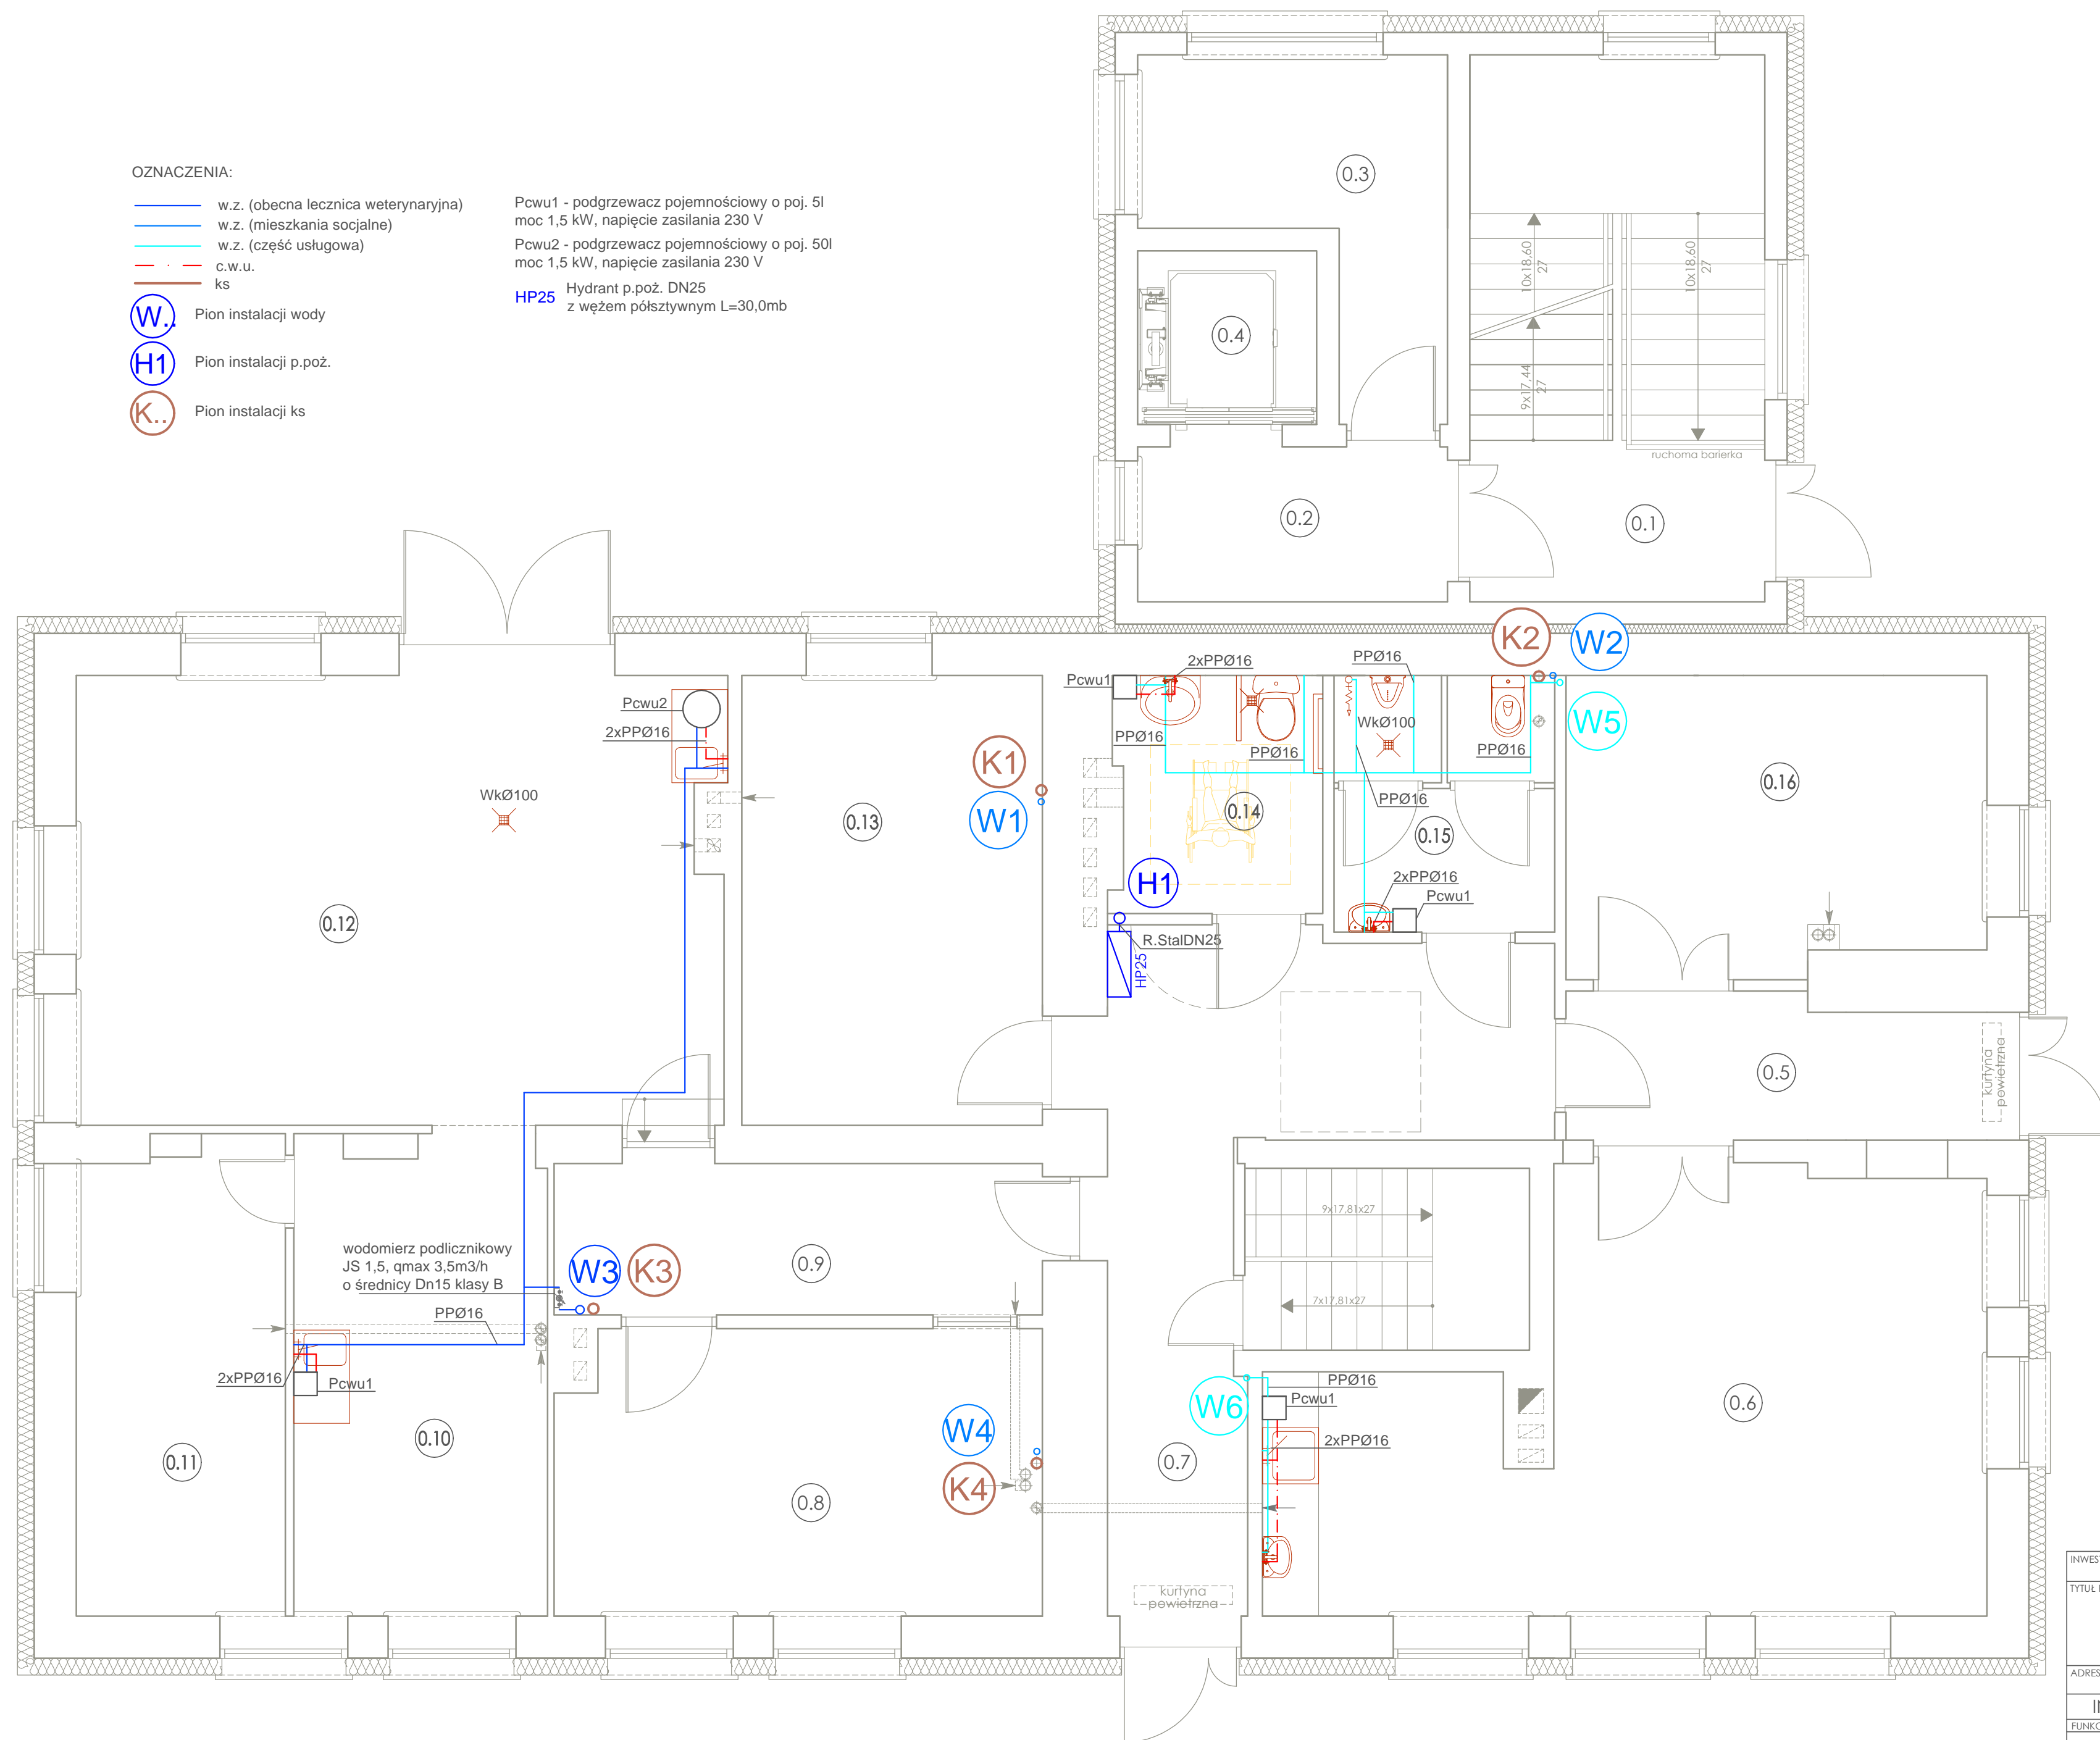 OZNACZENIA:
w.z. (obecna lecznica weterynaryjna)
w.z. (mieszkania socjalne)
w.z. (część usługowa)
c.w.u.
ks
W..
Pion instalacji wody
H1
Pion instalacji p.poż.
K..
Pion instalacji ks
Pcwu1 - podgrzewacz pojemnościowy o poj. 5l
moc 1,5 kW, napięcie zasilania 230 V
Pcwu2 - podgrzewacz pojemnościowy o poj. 50l
moc 1,5 kW, napięcie zasilania 230 V
HP25
Hydrant p.poż. DN25
z wężem półsztywnym L=30,0mb
0.3
0.4
10x18,60
27
10x18,60
27
9x17,44
27
ruchoma barierka
0.2
0.1
K2
W2
W5
Pcwu2
2xPPØ16
WkØ100
0.12
K1
W1
0.13
Pcwu1
2xPPØ16
PPØ16
PPØ16
PPØ16
WkØ100
PPØ16
PPØ16
0.14
0.15
0.16
H1
2xPPØ16
Pcwu1
R.StalDN25
HP25
0.5
kurtyna
powietrzna
wodomierz podlicznikowy
JS 1,5, qmax 3,5m3/h
o średnicy Dn15 klasy B
PPØ16
2xPPØ16
Pcwu1
W3
K3
0.9
9x17,81x27
7x17,81x27
0.11
0.10
W4
K4
0.8
W6
0.7
PPØ16
Pcwu1
2xPPØ16
0.6
kurtyna
powietrzna
INWES
TYTUŁ
ADRES
FUNKC